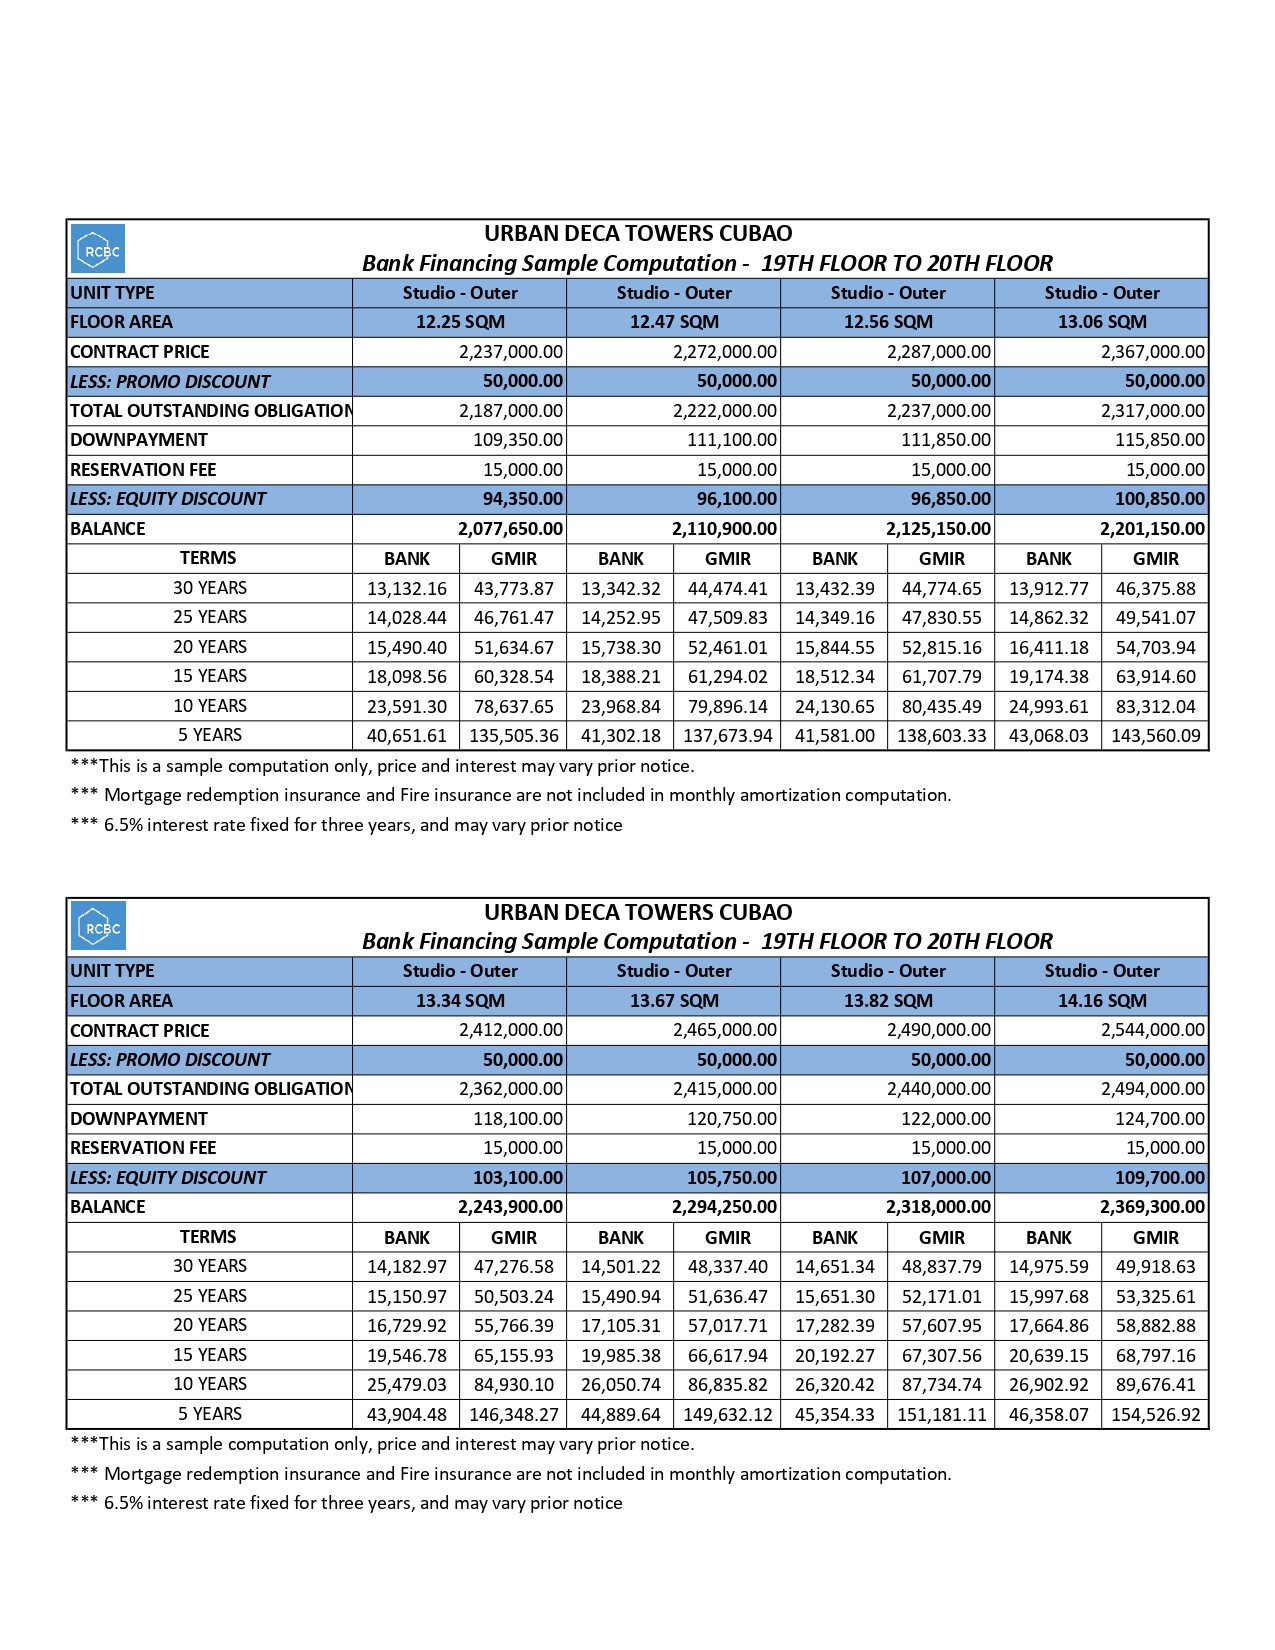 RCBC
URBAN DECA TOWERS CUBAO
Bank Financing Sample Computation - 19TH FLOOR TO 20TH FLOOR
UNIT TYPE Studio - Outer Studio - Outer Studio - Outer Studio - Outer
FLOOR AREA 12.25 SQM 12.47 SQM 12.56 SQM 13.06 SQM
CONTRACT PRICE 2,237,000.00 2,272,000.00 2,287,000.00 2,367,000.00
LESS: PROMO DISCOUNT 50,000.00 50,000.00 50,000.00 50,000.00
TOTAL OUTSTANDING OBLIGATION 2,187,000.00 2,222,000.00 2,237,000.00 2,317,000.00
DOWNPAYMENT 109,350.00 111,100.00 111,850.00 115,850.00
RESERVATION FEE 15,000.00 15,000.00 15,000.00 15,000.00
LESS: EQUITY DISCOUNT 94,350.00 96,100.00 96,850.00 100,850.00
BALANCE 2,077,650.00 2,110,900.00 2,125,150.00 2,201,150.00
TERMS BANK GMIR BANK GMIR BANK GMIR BANK GMIR
30 YEARS 13,132.16 43,773.87 13,342.32 44,474.41 13,432.39 44,774.65 13,912.77 46,375.88
25 YEARS 14,028.44 46,761.47 14,252.95 47,509.83 14,349.16 47,830.55 14,862.32 49,541.07
20 YEARS 15,490.40 51,634.67 15,738.30 52,461.01 15,844.55 52,815.16 16,411.18 54,703.94
15 YEARS 18,098.56 60,328.54 18,388.21 61,294.02 18,512.34 61,707.79 19,174.38 63,914.60
10 YEARS 23,591.30 78,637.65 23,968.84 79,896.14 24,130.65 80,435.49 24,993.61 83,312.04
5 YEARS 40,651.61 135,505.36 41,302.18 137,673.94 41,581.00 138,603.33 43,068.03 143,560.09
***This is a sample computation only, price and interest may vary prior notice.
*** Mortgage redemption insurance and Fire insurance are not included in monthly amortization computation.
*** 6.5% interest rate fixed for three years, and may vary prior notice
RCBC
URBAN DECA TOWERS CUBAO
Bank Financing Sample Computation - 19TH FLOOR TO 20TH FLOOR
UNIT TYPE Studio - Outer Studio - Outer Studio - Outer Studio - Outer
FLOOR AREA 13.34 SQM 13.67 SQM 13.82 SQM 14.16 SQM
CONTRACT PRICE 2,412,000.00 2,465,000.00 2,490,000.00 2,544,000.00
LESS: PROMO DISCOUNT 50,000.00 50,000.00 50,000.00 50,000.00
TOTAL OUTSTANDING OBLIGATION 2,362,000.00 2,415,000.00 2,440,000.00 2,494,000.00
DOWNPAYMENT 118,100.00 120,750.00 122,000.00 124,700.00
RESERVATION FEE 15,000.00 15,000.00 15,000.00 15,000.00
LESS: EQUITY DISCOUNT 103,100.00 105,750.00 107,000.00 109,700.00
BALANCE 2,243,900.00 2,294,250.00 2,318,000.00 2,369,300.00
TERMS BANK GMIR BANK GMIR BANK GMIR BANK GMIR
30 YEARS 14,182.97 47,276.58 14,501.22 48,337.40 14,651.34 48,837.79 14,975.59 49,918.63
25 YEARS 15,150.97 50,503.24 15,490.94 51,636.47 15,651.30 52,171.01 15,997.68 53,325.61
20 YEARS 16,729.92 55,766.39 17,105.31 57,017.71 17,282.39 57,607.95 17,664.86 58,882.88
15 YEARS 19,546.78 65,155.93 19,985.38 66,617.94 20,192.27 67,307.56 20,639.15 68,797.16
10 YEARS 25,479.03 84,930.10 26,050.74 86,835.82 26,320.42 87,734.74 26,902.92 89,676.41
5 YEARS 43,904.48 146,348.27 44,889.64 149,632.12 45,354.33 151,181.11 46,358.07 154,526.92
***This is a sample computation only, price and interest may vary prior notice.
*** Mortgage redemption insurance and Fire insurance are not included in monthly amortization computation.
*** 6.5% interest rate fixed for three years, and may vary prior notice